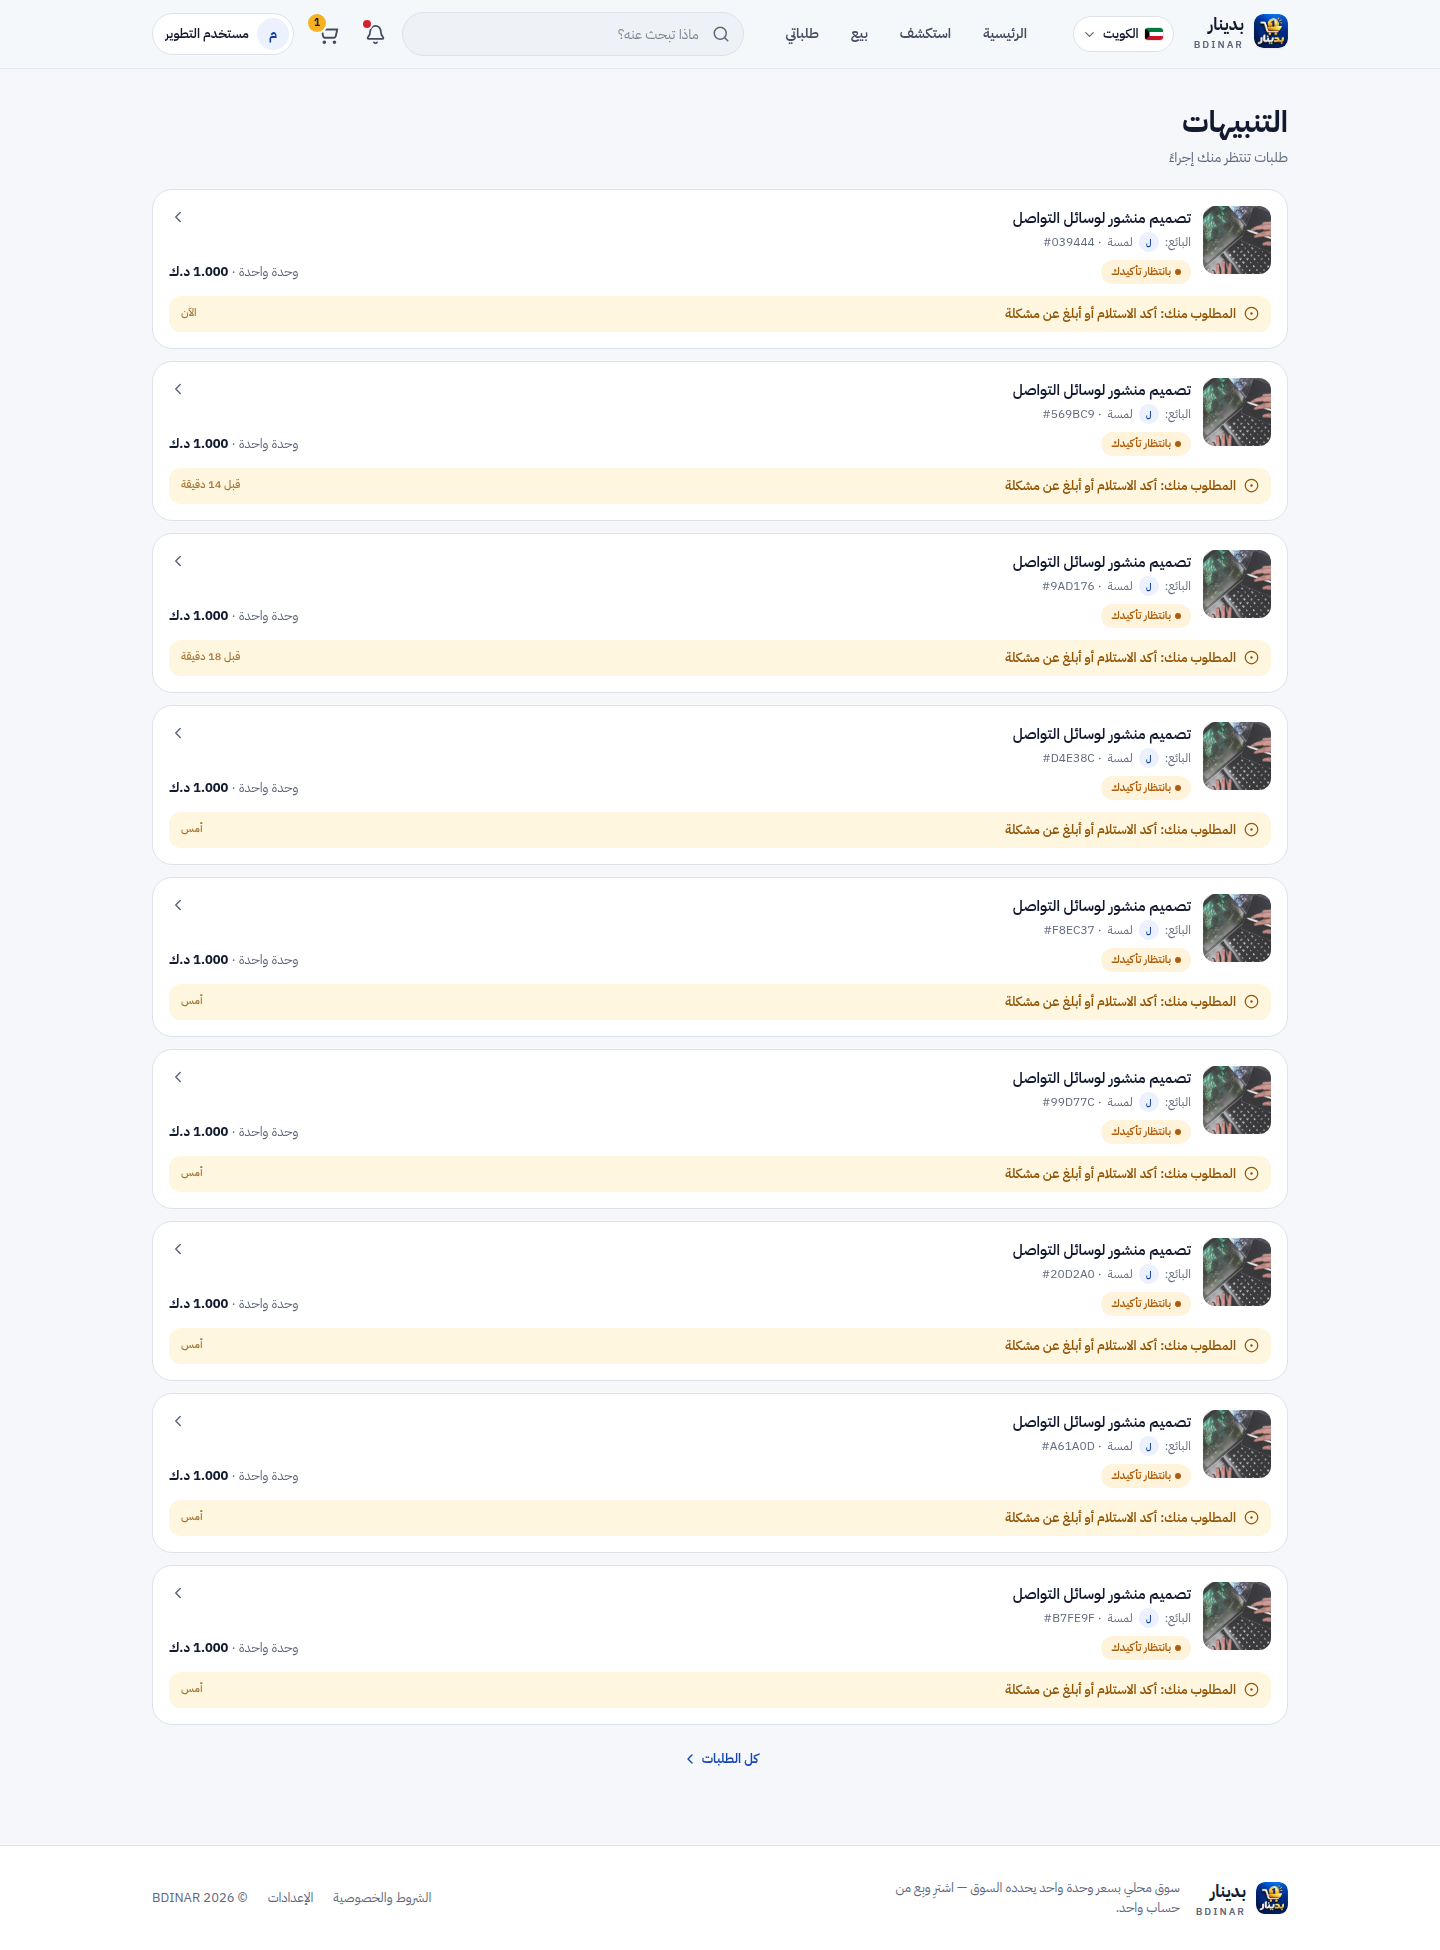 بدينار
BDINAR
الكويت
الرئيسية
استكشف
بيع
طلباتي
ماذا تبحث عنه؟
1
م
مستخدم التطوير
التنبيهات
طلبات تنتظر منك إجراءً
تصميم منشور لوسائل التواصل
البائع: ل لمسة · #039444
بانتظار تأكيدك
وحدة واحدة · 1.000 د.ك
المطلوب منك: أكد الاستلام أو أبلغ عن مشكلة
الآن
تصميم منشور لوسائل التواصل
البائع: ل لمسة · #569BC9
بانتظار تأكيدك
وحدة واحدة · 1.000 د.ك
المطلوب منك: أكد الاستلام أو أبلغ عن مشكلة
قبل 14 دقيقة
تصميم منشور لوسائل التواصل
البائع: ل لمسة · #9AD176
بانتظار تأكيدك
وحدة واحدة · 1.000 د.ك
المطلوب منك: أكد الاستلام أو أبلغ عن مشكلة
قبل 18 دقيقة
تصميم منشور لوسائل التواصل
البائع: ل لمسة · #D4E38C
بانتظار تأكيدك
وحدة واحدة · 1.000 د.ك
المطلوب منك: أكد الاستلام أو أبلغ عن مشكلة
أمس
تصميم منشور لوسائل التواصل
البائع: ل لمسة · #F8EC37
بانتظار تأكيدك
وحدة واحدة · 1.000 د.ك
المطلوب منك: أكد الاستلام أو أبلغ عن مشكلة
أمس
تصميم منشور لوسائل التواصل
البائع: ل لمسة · #99D77C
بانتظار تأكيدك
وحدة واحدة · 1.000 د.ك
المطلوب منك: أكد الاستلام أو أبلغ عن مشكلة
أمس
تصميم منشور لوسائل التواصل
البائع: ل لمسة · #20D2A0
بانتظار تأكيدك
وحدة واحدة · 1.000 د.ك
المطلوب منك: أكد الاستلام أو أبلغ عن مشكلة
أمس
تصميم منشور لوسائل التواصل
البائع: ل لمسة · #A61A0D
بانتظار تأكيدك
وحدة واحدة · 1.000 د.ك
المطلوب منك: أكد الاستلام أو أبلغ عن مشكلة
أمس
تصميم منشور لوسائل التواصل
البائع: ل لمسة · #B7FE9F
بانتظار تأكيدك
وحدة واحدة · 1.000 د.ك
المطلوب منك: أكد الاستلام أو أبلغ عن مشكلة
أمس
كل الطلبات
بدينار
BDINAR
سوق محلي بسعر وحدة واحد يحدده السوق — اشترِ وبِع من
حساب واحد.
الشروط والخصوصية
الإعدادات
© 2026 BDINAR